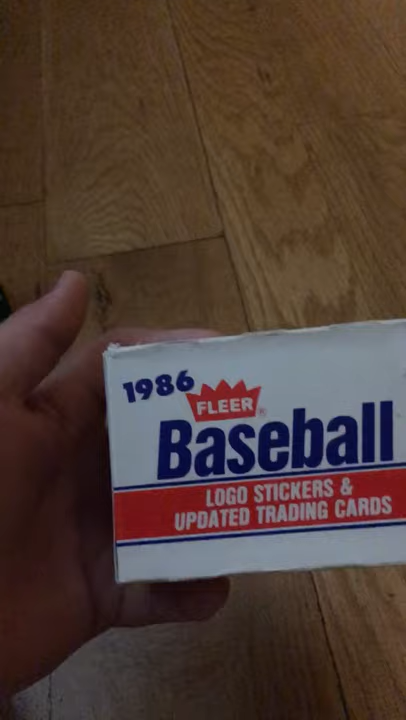 1986
FLEER®
Baseball
LOGO STICKERS &
UPDATED TRADING CARDS